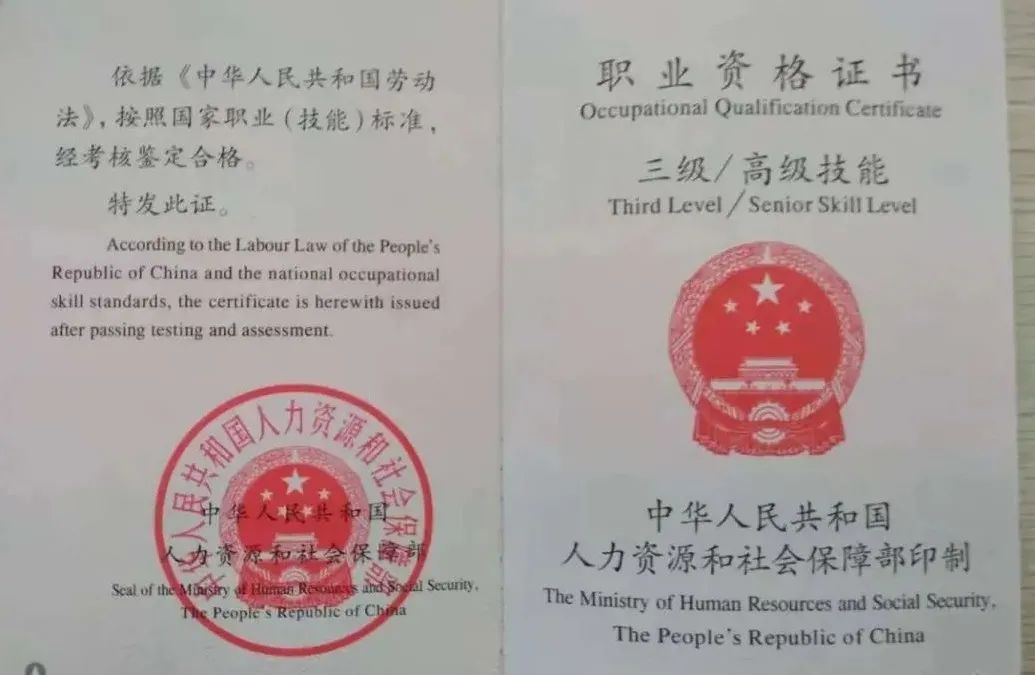 依据《中华人民共和国劳动
法》，按照国家职业（技能）标准，
经考核鉴定合格。
特发此证。
According to the Labour Law of the People's
Republic of China and the national occupational
skill standards, the certificate is herewith issued
after passing testing and assessment.
中华人民共和国人力资源和社会保障部
中华人民共和国
人力资源和社会保障部
Seal of the Ministry of Human Resources and Social Security,
The People's Republic of China
职业资格证书
Occupational Qualification Certificate
三级/高级技能
Third Level/Senior Skill Level
中华人民共和国
人力资源和社会保障部印制
The Ministry of Human Resources and Social Security,
The People's Republic of China